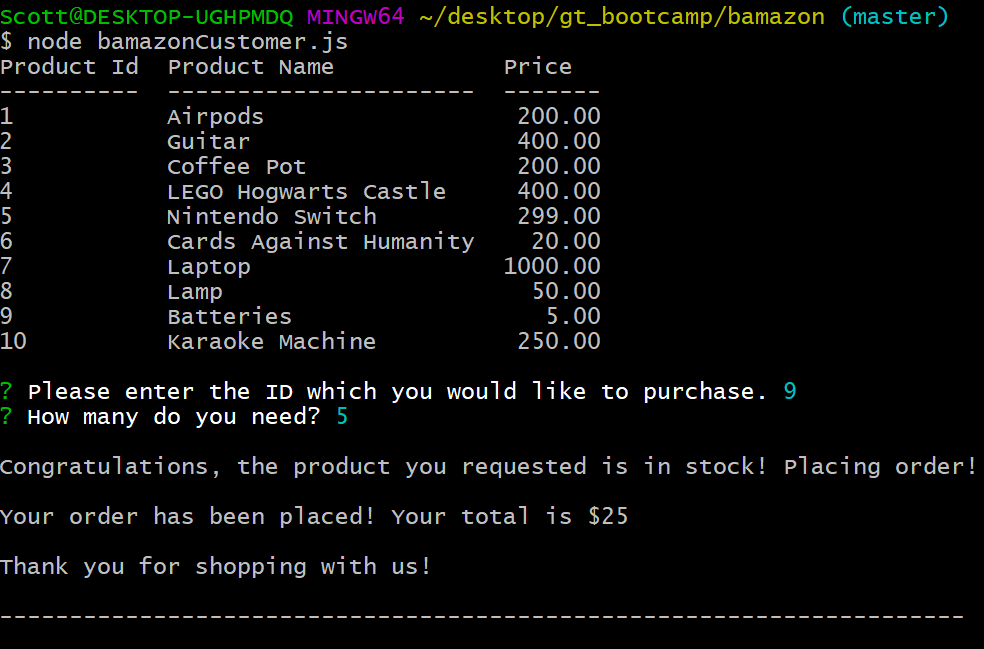 Scott@DESKTOP-UGHPMDQ MINGW64 ~/desktop/gt_bootcamp/bamazon (master)
$ node bamazonCustomer.js
Product Id  Product Name            Price
----------  ----------------------  -------
1           Airpods                  200.00
2           Guitar                   400.00
3           Coffee Pot               200.00
4           LEGO Hogwarts Castle     400.00
5           Nintendo Switch          299.00
6           Cards Against Humanity    20.00
7           Laptop                  1000.00
8           Lamp                      50.00
9           Batteries                  5.00
10          Karaoke Machine          250.00
? Please enter the ID which you would like to purchase. 9
? How many do you need? 5
Congratulations, the product you requested is in stock! Placing order!
Your order has been placed! Your total is $25
Thank you for shopping with us!
---------------------------------------------------------------------